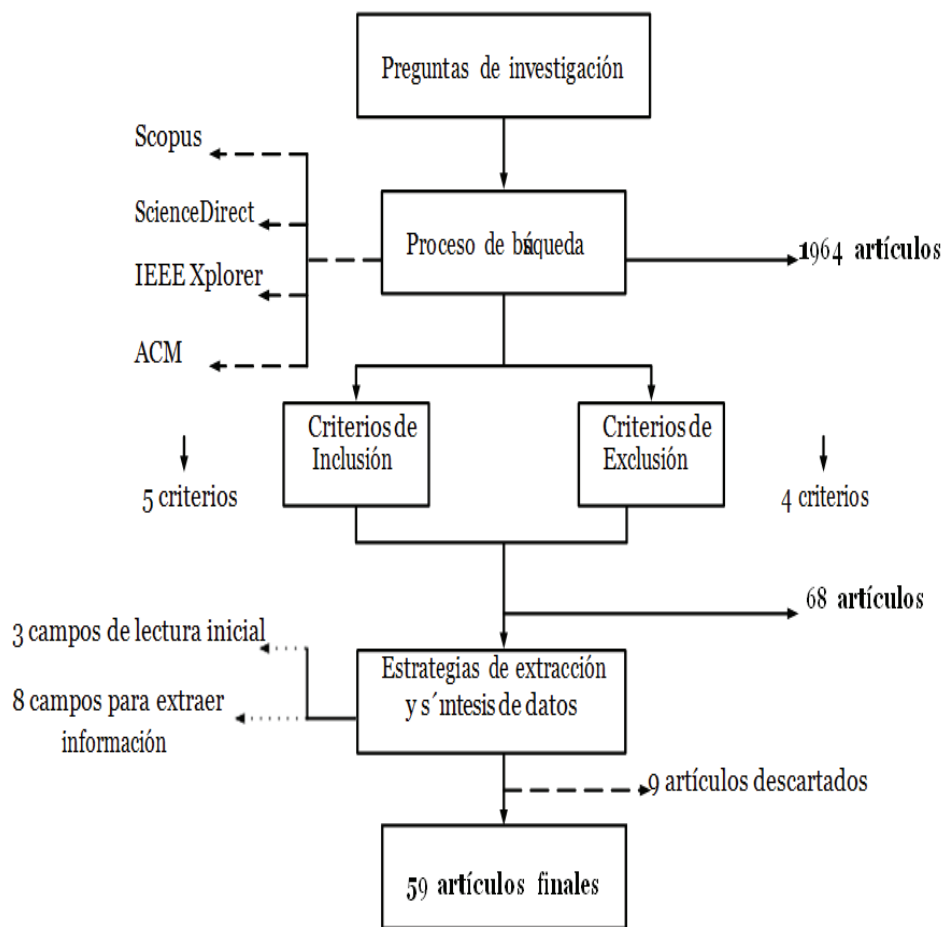 Preguntas de investigación
Scopus
ScienceDirect
IEEE Xplorer
ACM
Proceso de búsqueda
1964 artículos
Criterios de
Inclusión
Criterios de
Exclusión
5 criterios
4 criterios
68 artículos
3 campos de lectura inicial
8 campos para extraer
información
Estrategias de extracción
y s´ıntesis de datos
9 artículos descartados
59 artículos finales